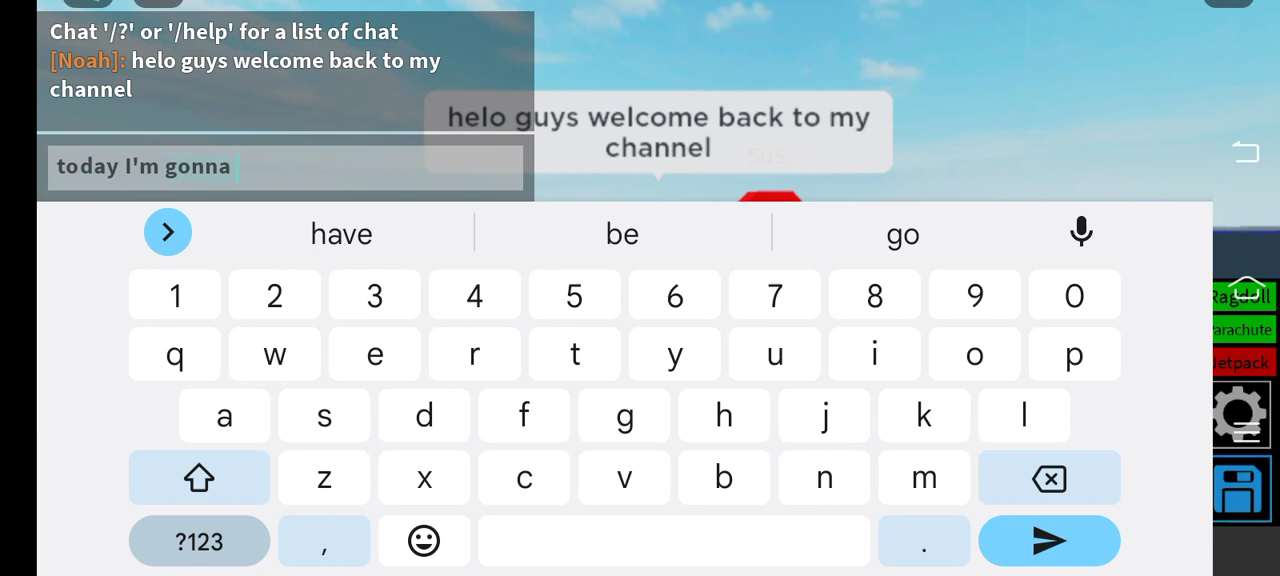 Chat '/?' or '/help' for a list of chat
[Noah]: helo guys welcome back to my
channel
helo guys welcome back to my
channel
today I'm gonna
have be go
1 2 3 4 5 6 7 8 9 0
q w e r t y u i o p
a s d f g h j k l
z x c v b n m
?123 , .
Ragdoll
Parachute
Jetpack